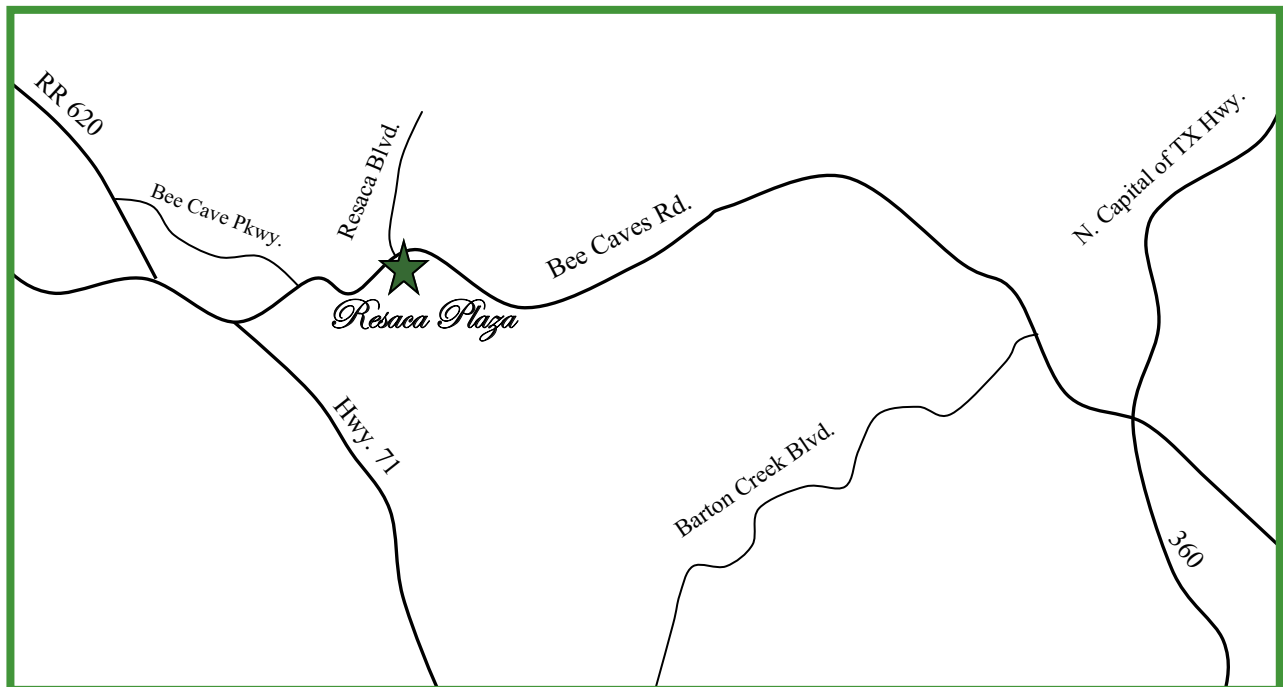 RR 620
Bee Cave Pkwy.
Resaca Blvd.
Bee Caves Rd.
N. Capital of TX Hwy.
Resaca Plaza
Hwy. 71
Barton Creek Blvd.
360